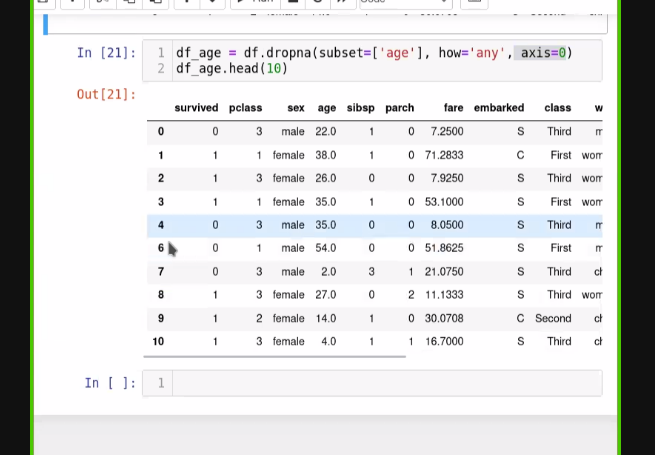 In [21]:
1 df_age = df.dropna(subset=['age'], how='any', axis=0)
2 df_age.head(10)
Out[21]:
survived pclass sex age sibsp parch fare embarked class w
0 0 3 male 22.0 1 0 7.2500 S Third m
1 1 1 female 38.0 1 0 71.2833 C First wom
2 1 3 female 26.0 0 0 7.9250 S Third wom
3 1 1 female 35.0 1 0 53.1000 S First wom
4 0 3 male 35.0 0 0 8.0500 S Third m
6 0 1 male 54.0 0 0 51.8625 S First m
7 0 3 male 2.0 3 1 21.0750 S Third ch
8 1 3 female 27.0 0 2 11.1333 S Third wom
9 1 2 female 14.0 1 0 30.0708 C Second ch
10 1 3 female 4.0 1 1 16.7000 S Third ch
In [ ]: 1